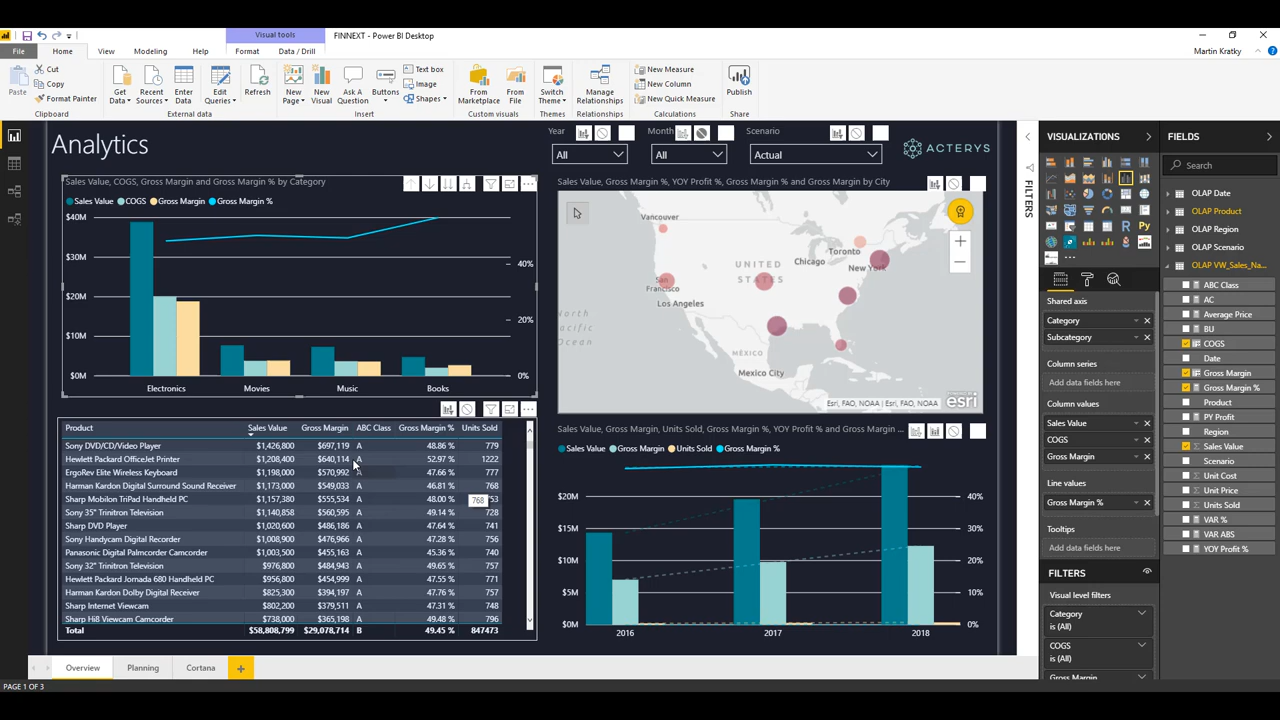 Visual tools
FINNEXT - Power BI Desktop
File Home View Modeling Help Format Data / Drill
Martin Kratky
Paste
Cut
Copy
Format Painter
Clipboard
Get Data
Recent Sources
Enter Data
Edit Queries
Refresh
External data
New Page
New Visual
Ask A Question
Buttons
Text box
Image
Shapes
Insert
From Marketplace
From File
Custom visuals
Switch Theme
Themes
Manage Relationships
Relationships
New Measure
New Column
New Quick Measure
Calculations
Publish
Share
Analytics
Year
All
Month
All
Scenario
Actual
ACTERYS
Sales Value, COGS, Gross Margin and Gross Margin % by Category
Sales Value COGS Gross Margin Gross Margin %
$40M
$30M
$20M
$10M
$0M
40%
20%
0%
Electronics Movies Music Books
Sales Value, Gross Margin %, YOY Profit %, Gross Margin and Gross Margin by City
Vancouver
Toronto
Chicago
New York
UNITED STATES
San Francisco
Los Angeles
North Pacific Ocean
MÉXICO
Mexico City
Esri, FAO, NOAA | Esri, FAO, NOAA
esri
Product Sales Value Gross Margin ABC Class Gross Margin % Units Sold
Sony DVD/CD/Video Player $1,426,800 $697,119 A 48.86 % 779
Hewlett Packard OfficeJet Printer $1,208,400 $640,114 A 52.97 % 1222
ErgoRev Elite Wireless Keyboard $1,198,000 $570,992 A 47.66 % 777
Harman Kardon Digital Surround Sound Receiver $1,173,000 $549,033 A 46.81 % 768
Sharp Mobilon TriPad Handheld PC $1,157,380 $555,534 A 48.00 % 53
768
Sony 35" Trinitron Television $1,140,858 $560,595 A 49.14 % 728
Sharp DVD Player $1,020,600 $486,186 A 47.64 % 741
Sony Handycam Digital Recorder $1,008,900 $476,966 A 47.28 % 756
Panasonic Digital Palmcorder Camcorder $1,003,500 $455,163 A 45.36 % 740
Sony 32" Trinitron Television $976,800 $484,943 A 49.65 % 757
Hewlett Packard Jornada 680 Handheld PC $956,800 $454,999 A 47.55 % 771
Harman Kardon Dolby Digital Receiver $825,300 $394,197 A 47.76 % 757
Sharp Internet Viewcam $802,200 $379,511 A 47.31 % 748
Sharp Hi8 Viewcam Camcorder $738,000 $365,198 A 49.48 % 796
Total $58,808,799 $29,078,714 B 49.45 % 847473
Sales Value, Gross Margin, Units Sold, YOY Profit % and Gross Margin ...
Sales Value Gross Margin Units Sold Gross Margin %
$20M
$15M
$10M
$5M
$0M
40%
30%
20%
10%
0%
2016 2017 2018
FILTERS
VISUALIZATIONS
R
Py
Shared axis
Category
Subcategory
Column series
Add data fields here
Column values
Sales Value
COGS
Gross Margin
Line values
Gross Margin %
Tooltips
Add data fields here
FILTERS
Visual level filters
Category
is (All)
COGS
is (All)
Gross Margin
FIELDS
Search
OLAP Date
OLAP Product
OLAP Region
OLAP Scenario
OLAP VW_Sales_Na...
ABC Class
AC
Average Price
BU
COGS
Date
Gross Margin
Gross Margin %
Product
PY Profit
Region
Sales Value
Scenario
Unit Cost
Unit Price
Units Sold
VAR %
VAR ABS
YOY Profit %
Overview Planning Cortana
PAGE 1 OF 3